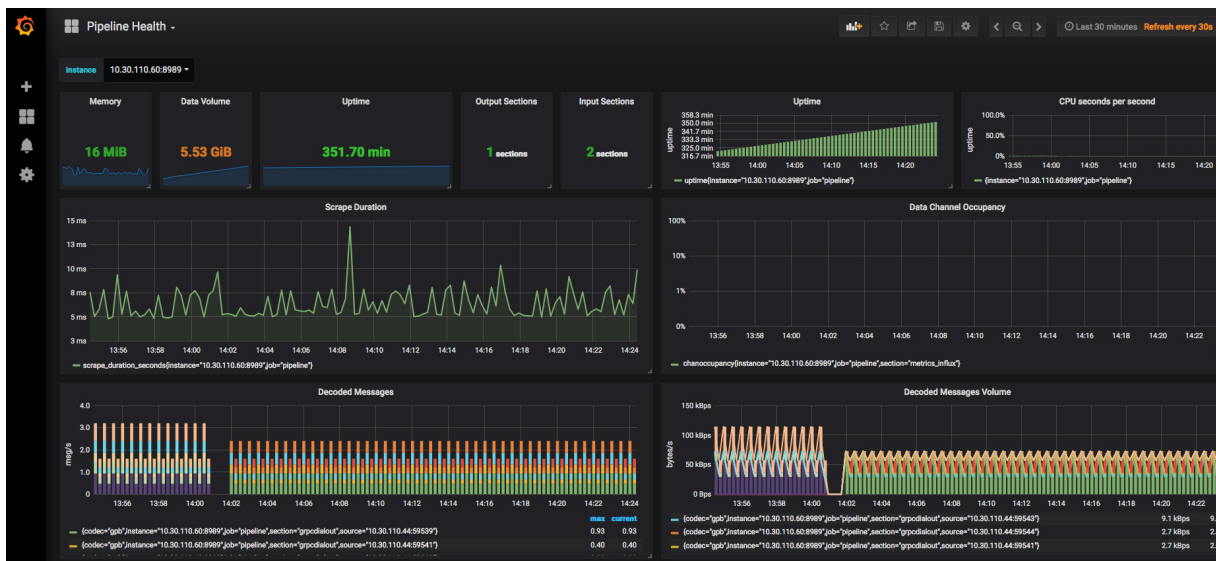 Pipeline Health
Last 30 minutes Refresh every 30s
Instance 10.30.110.60:8989
Memory
16 MiB
Data Volume
5.53 GiB
Uptime
351.70 min
Output Sections
1 sections
Input Sections
2 sections
Uptime
uptime
358.3 min
350.0 min
341.7 min
333.3 min
325.0 min
316.7 min
13:55 14:00 14:05 14:10 14:15 14:20
uptime{instance="10.30.110.60:8989",job="pipeline"}
CPU seconds per second
uptime
100.0%
50.0%
0%
13:55 14:00 14:05 14:10 14:15 14:20
{instance="10.30.110.60:8989",job="pipeline"}
Scrape Duration
15 ms
13 ms
10 ms
8 ms
5 ms
3 ms
13:56 13:58 14:00 14:02 14:04 14:06 14:08 14:10 14:12 14:14 14:16 14:18 14:20 14:22 14:24
scrape_duration_seconds{instance="10.30.110.60:8989",job="pipeline"}
Data Channel Occupancy
100%
10%
1%
0%
13:56 13:58 14:00 14:02 14:04 14:06 14:08 14:10 14:12 14:14 14:16 14:18 14:20 14:22
chanoccupancy{instance="10.30.110.60:8989",job="pipeline",section="metrics_influx"}
Decoded Messages
msg/s
4.0
3.0
2.0
1.0
0
13:56 13:58 14:00 14:02 14:04 14:06 14:08 14:10 14:12 14:14 14:16 14:18 14:20 14:22 14:24
max current
{codec="gpb",instance="10.30.110.60:8989",job="pipeline",section="grpcdialout",source="10.30.110.44:59539"} 0.93 0.93
{codec="gpb",instance="10.30.110.60:8989",job="pipeline",section="grpcdialout",source="10.30.110.44:59541"} 0.40 0.40
Decoded Messages Volume
bytes/s
150 kBps
100 kBps
50 kBps
0 Bps
13:56 13:58 14:00 14:02 14:04 14:06 14:08 14:10 14:12 14:14 14:16 14:18 14:20 14:22
{codec="gpb",instance="10.30.110.60:8989",job="pipeline",section="grpcdialout",source="10.30.110.44:59543"} 9.1 kBps 9.
{codec="gpb",instance="10.30.110.60:8989",job="pipeline",section="grpcdialout",source="10.30.110.44:59544"} 2.7 kBps 2.
{codec="gpb",instance="10.30.110.60:8989",job="pipeline",section="grpcdialout",source="10.30.110.44:59541"} 2.7 kBps 2.